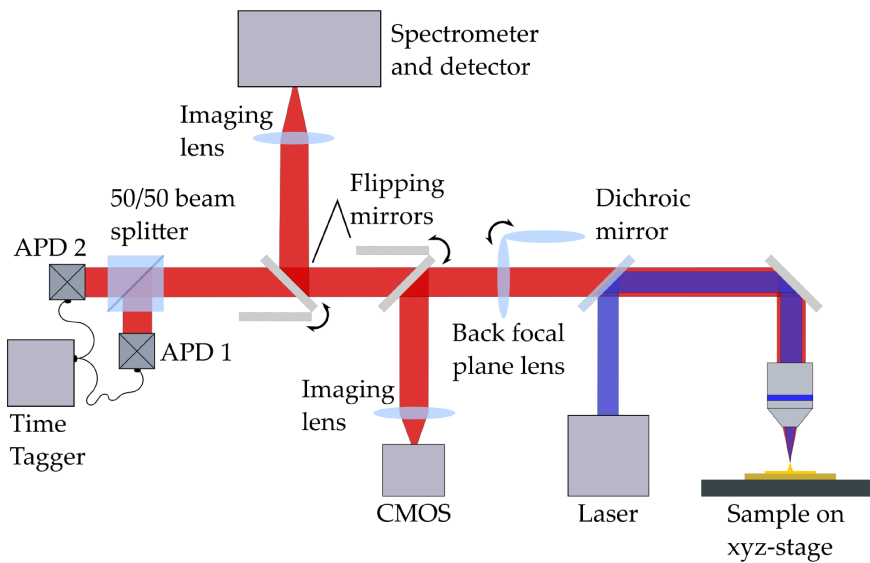 Spectrometer
and detector
Imaging
lens
50/50 beam
splitter
Flipping
mirrors
Dichroic
mirror
APD 2
APD 1
Back focal
plane lens
Imaging
lens
Time
Tagger
CMOS
Laser
Sample on
xyz-stage